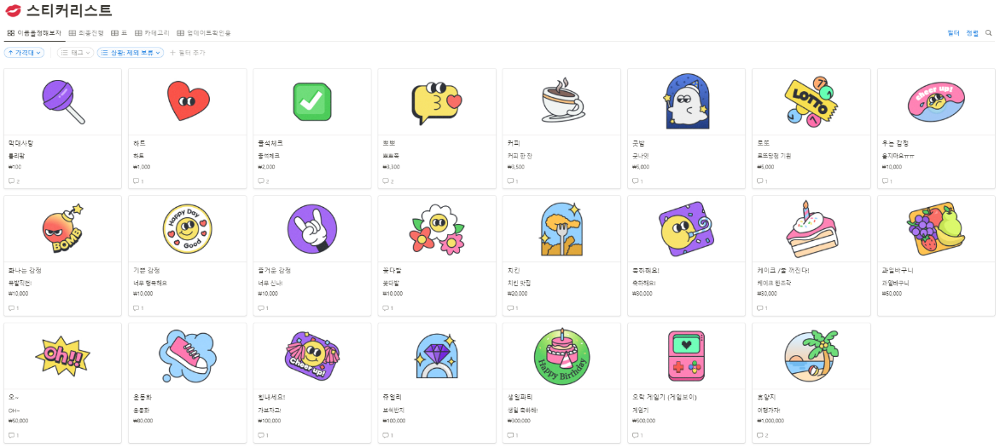 스티커리스트
이름을정해보자 최종진행 표 카테고리 업데이트확인용
필터 정렬
가격대 태그 상황: 제외 보류 + 필터 추가
막대사탕
롤리팝
₩100
2
하트
하트
₩1,000
1
출석체크
출석체크
₩2,000
2
뽀뽀
뽀뽀쪽
₩3,300
2
커피
커피 한 잔
₩3,500
1
굿밤
굿나잇
₩5,000
1
LOTTO
7
7
로또
로또당첨 기원
₩5,000
1
cheer up!
우는 감정
울지마요ㅠㅠ
₩10,000
1
BOMB
화나는 감정
폭발직전!
₩10,000
1
Happy Day
Good
기쁜 감정
너무 행복해요
₩10,000
1
즐거운 감정
너무 신나!
₩10,000
1
꽃다발
꽃다발
₩10,000
1
치킨
치킨 맛집
₩20,000
1
축하해요!
축하해요!
₩30,000
케이크 /불 꺼진다!
케이크 한조각
₩30,000
1
과일바구니
과일바구니
₩50,000
Oh!!
오~
OH~
₩50,000
1
운동화
운동화
₩80,000
Cheer up!
힘내세요!
가보자고!
₩100,000
1
쥬얼리
보석반지
₩100,000
1
Happy Birthday
생일파티
생일 축하해!
₩300,000
1
오락 게임기 (게임보이)
게임기
₩500,000
1
휴양지
여행가자!
₩1,000,000
2